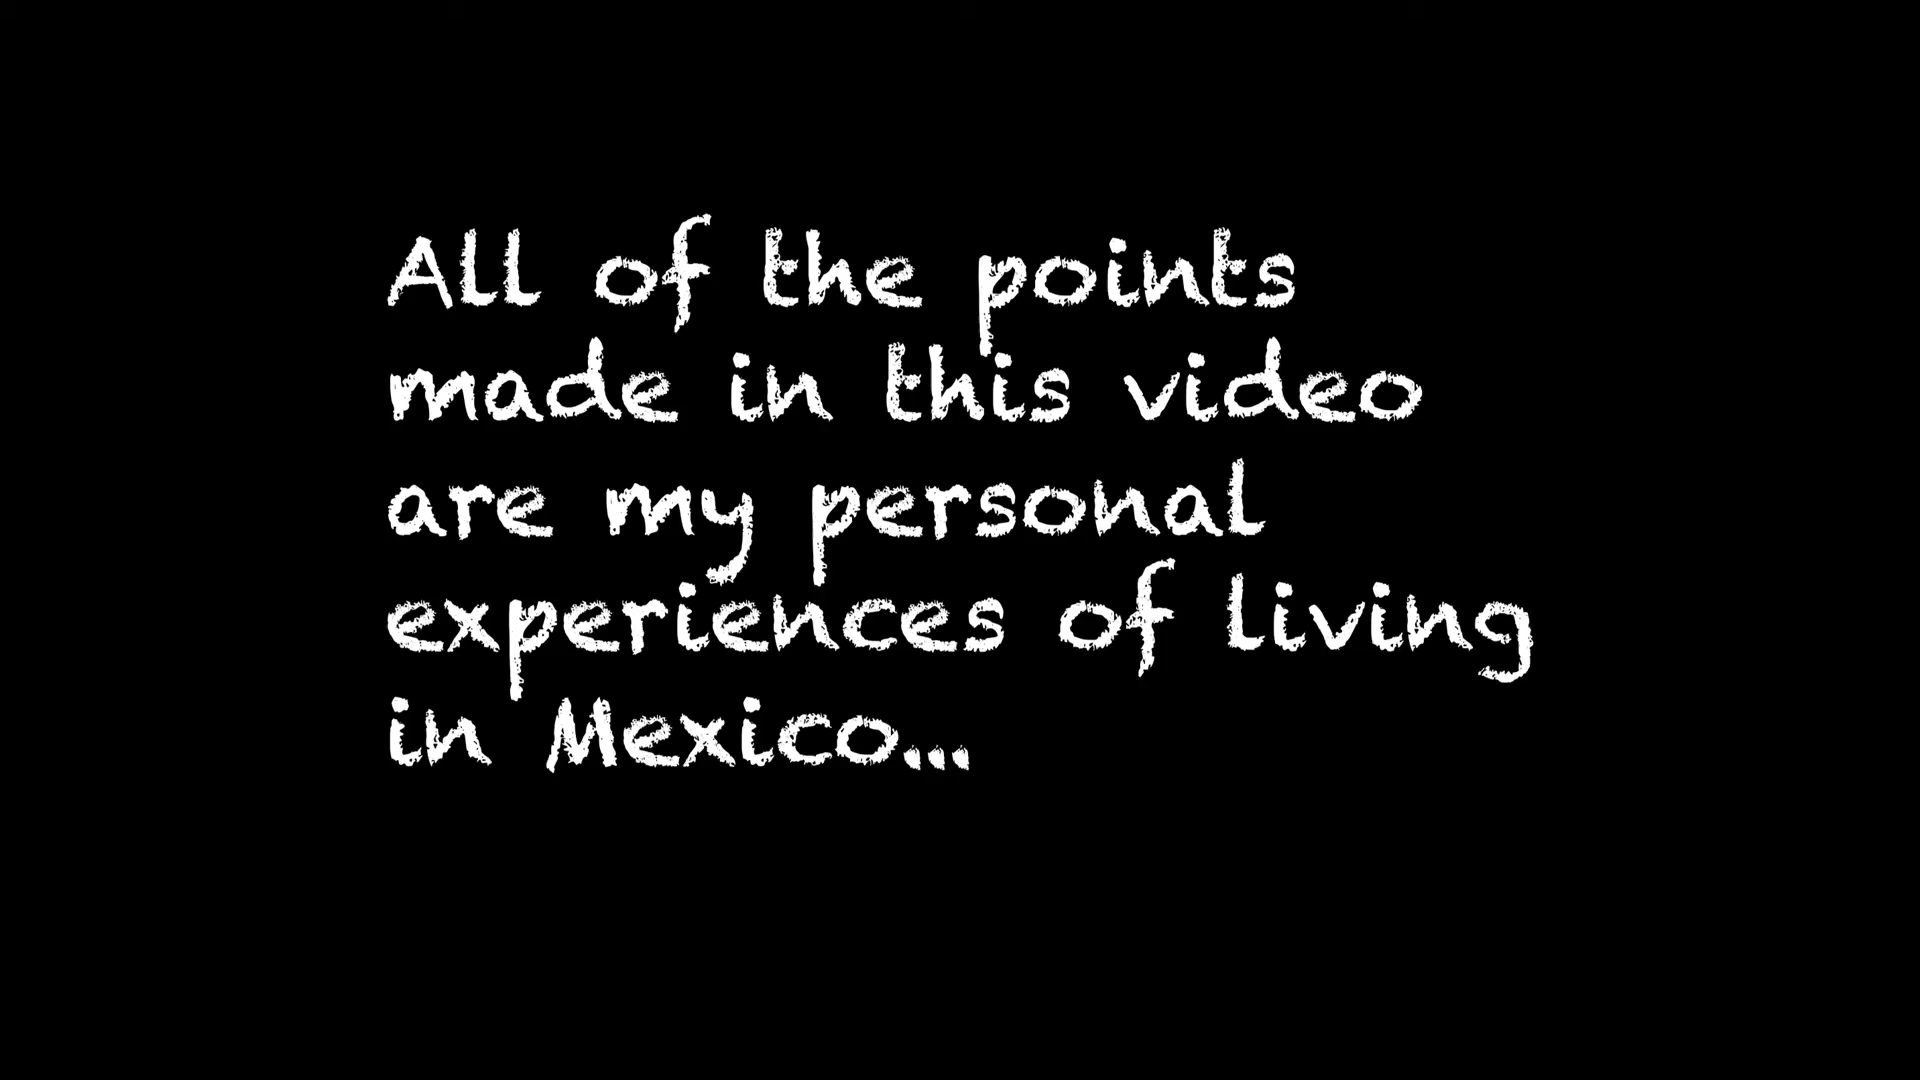 All of the points
made in this video
are my personal
experiences of living
in Mexico...